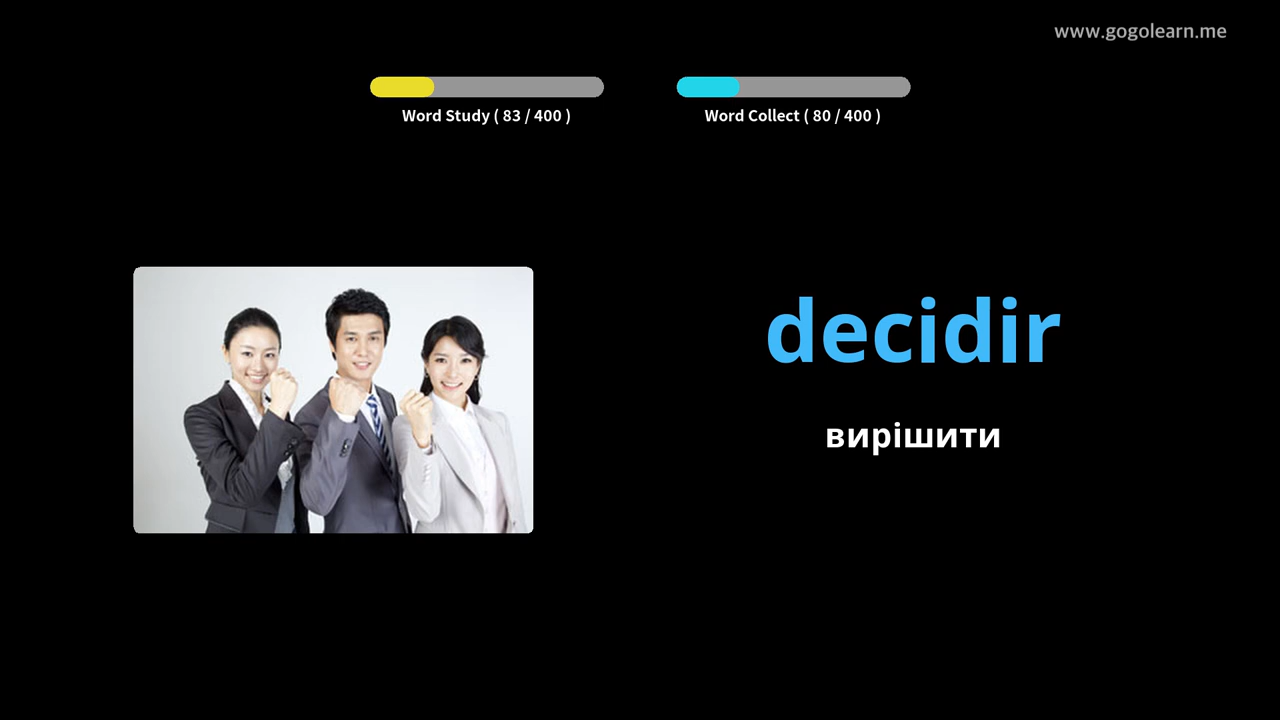 www.gogolearn.me
Word Study ( 83 / 400 )
Word Collect ( 80 / 400 )
decidir
вирішити